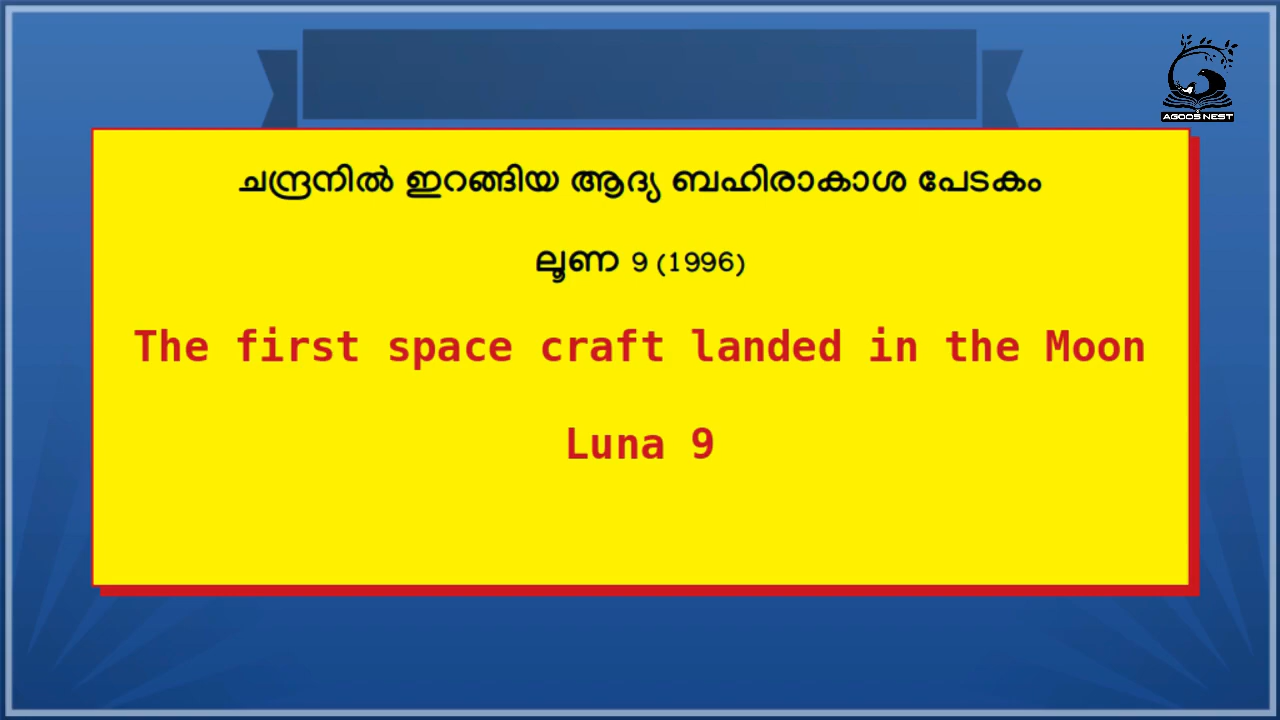 AGOOS NEST
ചന്ദ്രനിൽ ഇറങ്ങിയ ആദ്യ ബഹിരാകാശ പേടകം
ലൂണ 9 (1996)
The first space craft landed in the Moon
Luna 9